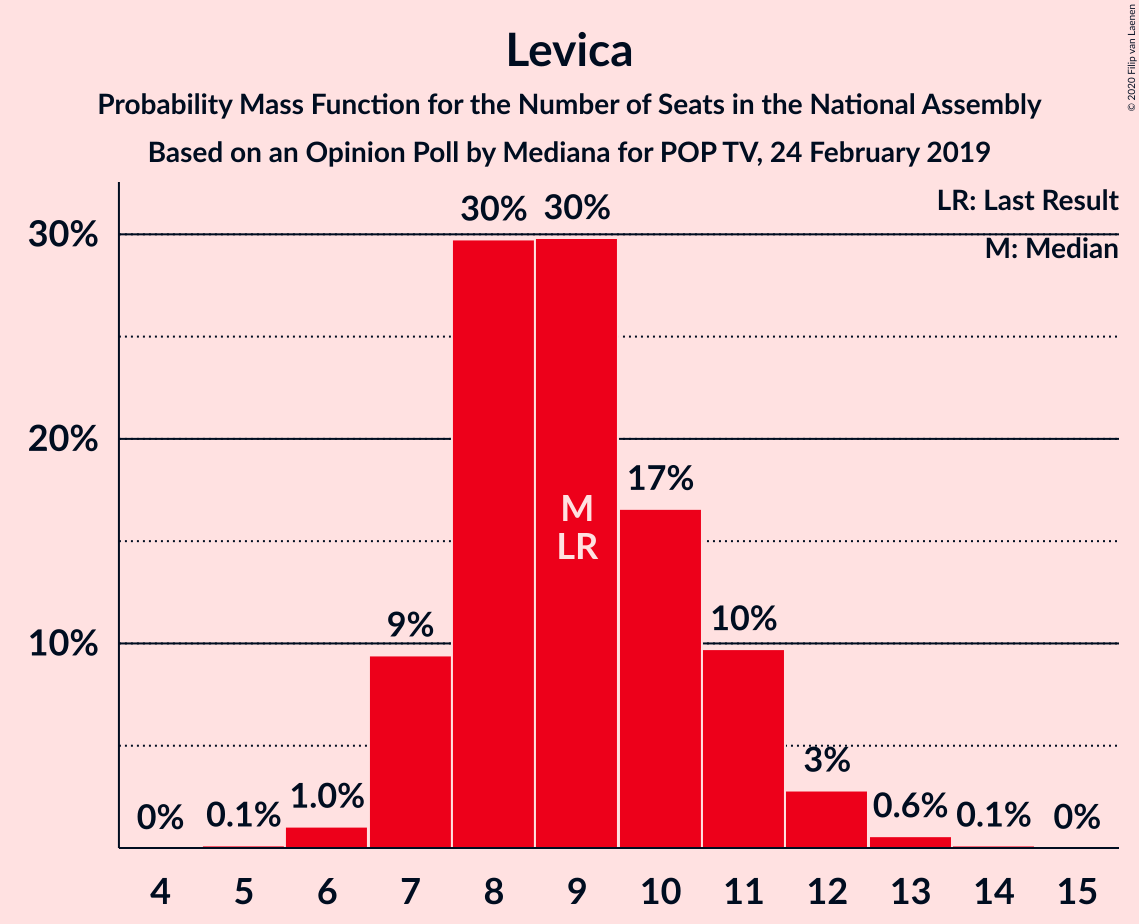 Levica
Probability Mass Function for the Number of Seats in the National Assembly
Based on an Opinion Poll by Mediana for POP TV, 24 February 2019
© 2020 Filip van Laenen
LR: Last Result
M: Median
30%
20%
10%
0%
0.1%
1.0%
9%
30%
30%
17%
10%
3%
0.6%
0.1%
0%
M
LR
4 5 6 7 8 9 10 11 12 13 14 15